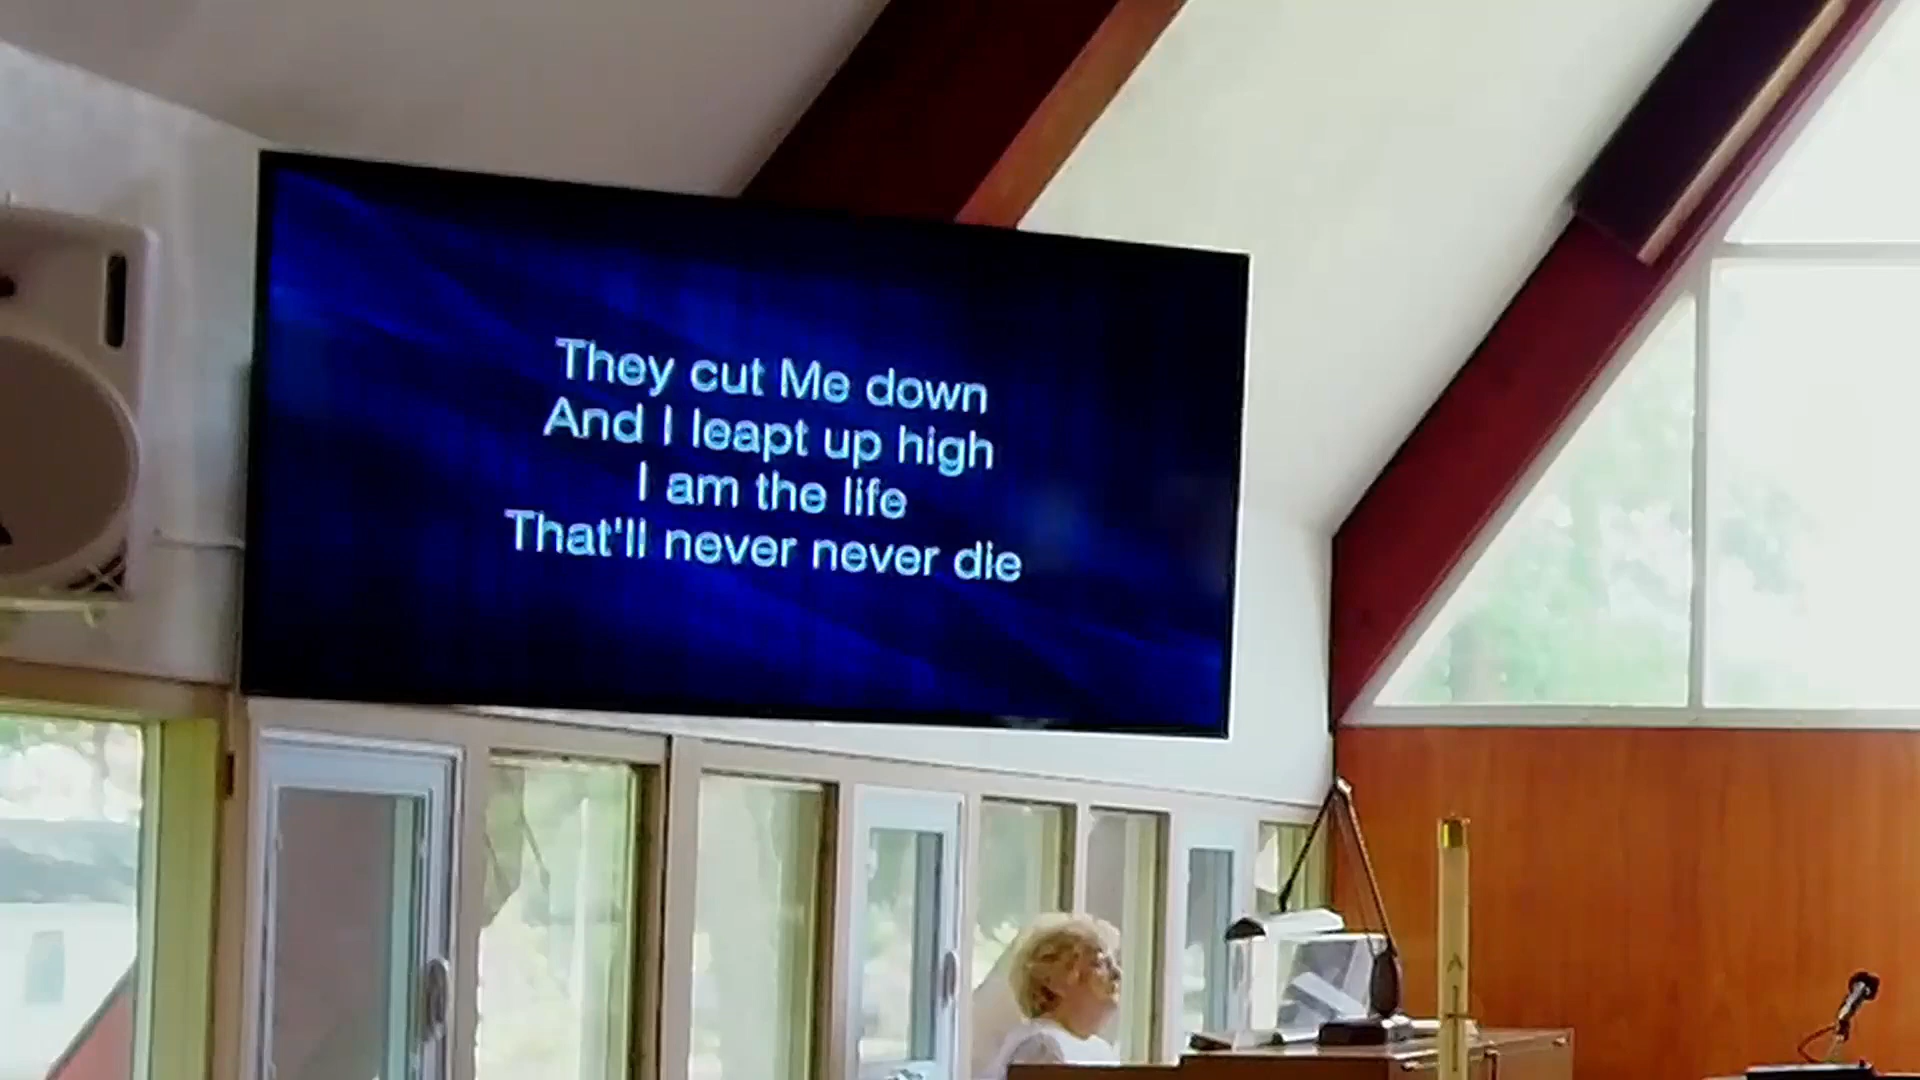 They cut Me down
And I leapt up high
I am the life
That'll never never die